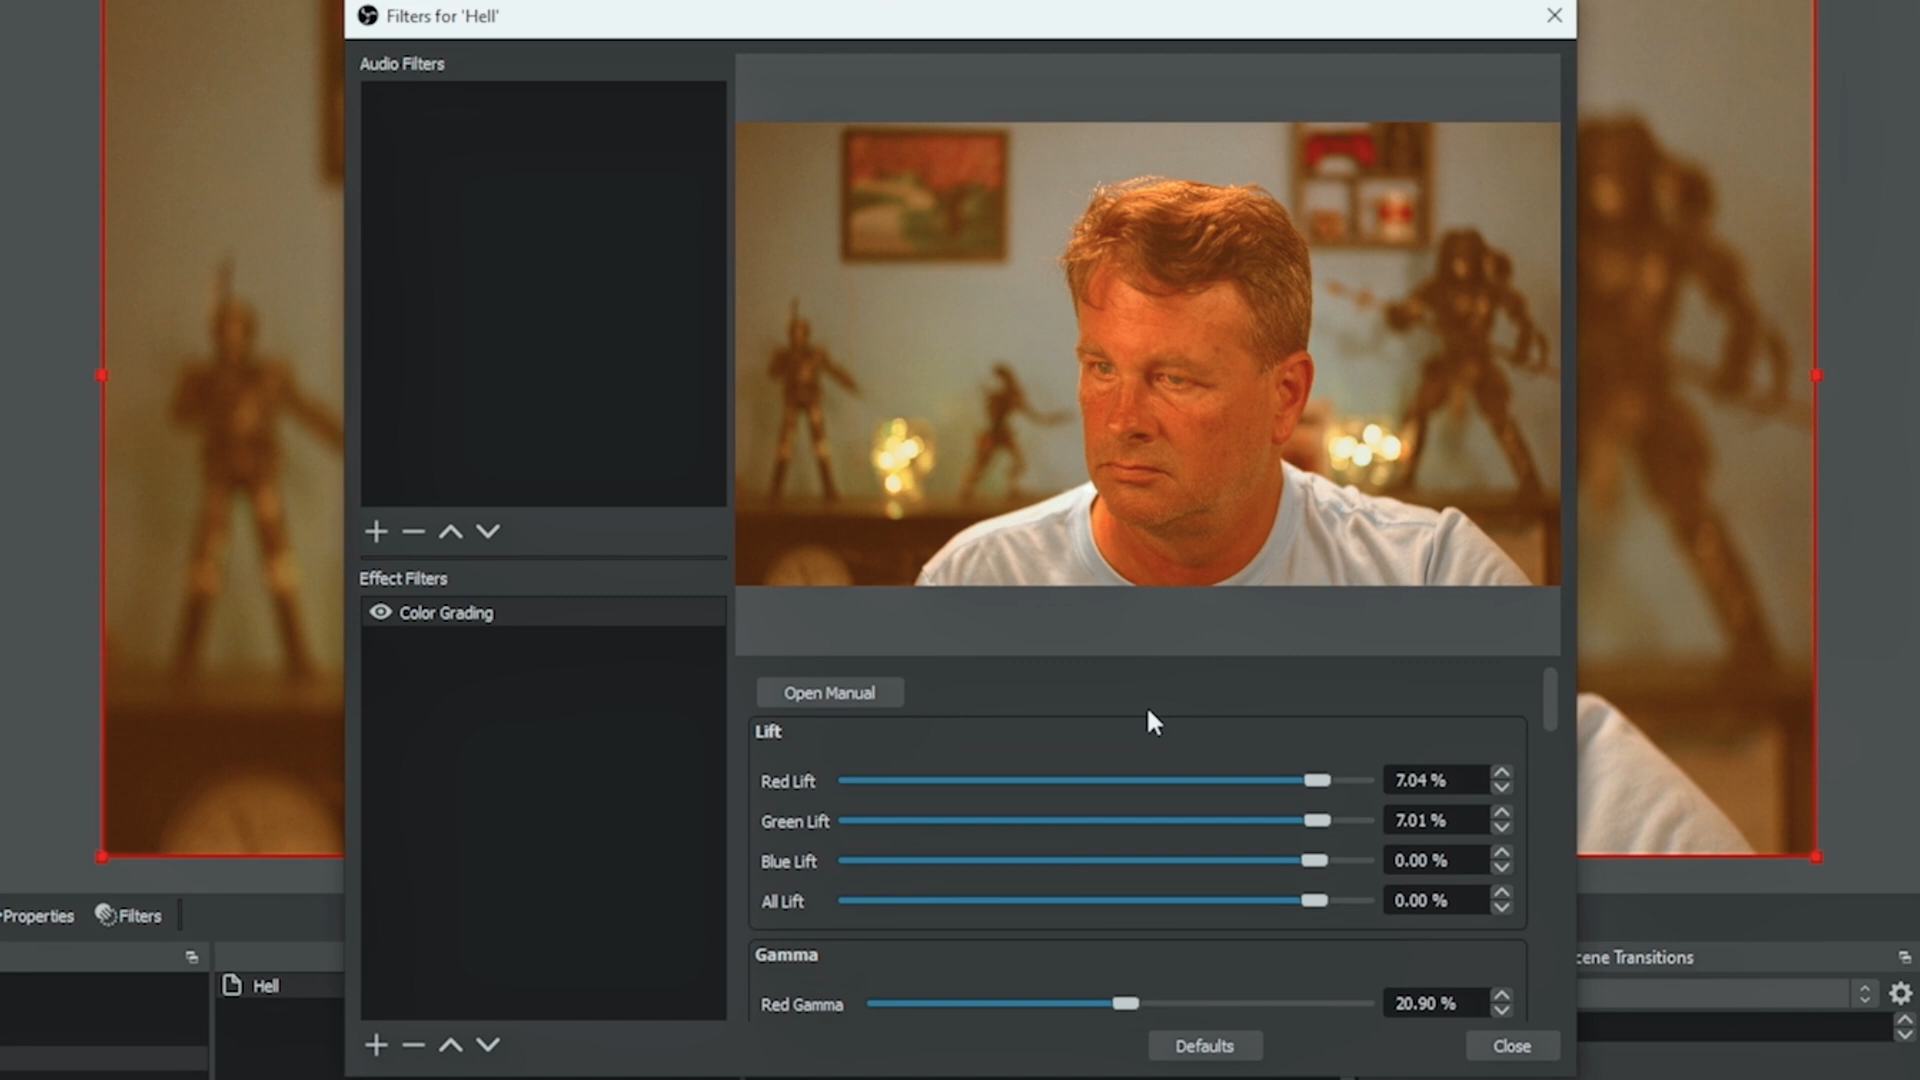 Filters for 'Hell'
Audio Filters
Effect Filters
Color Grading
Open Manual
Lift
Red Lift 7.04 %
Green Lift 7.01 %
Blue Lift 0.00 %
All Lift 0.00 %
Gamma
Red Gamma 20.90 %
Defaults
Close
Properties
Filters
Hell
cene Transitions